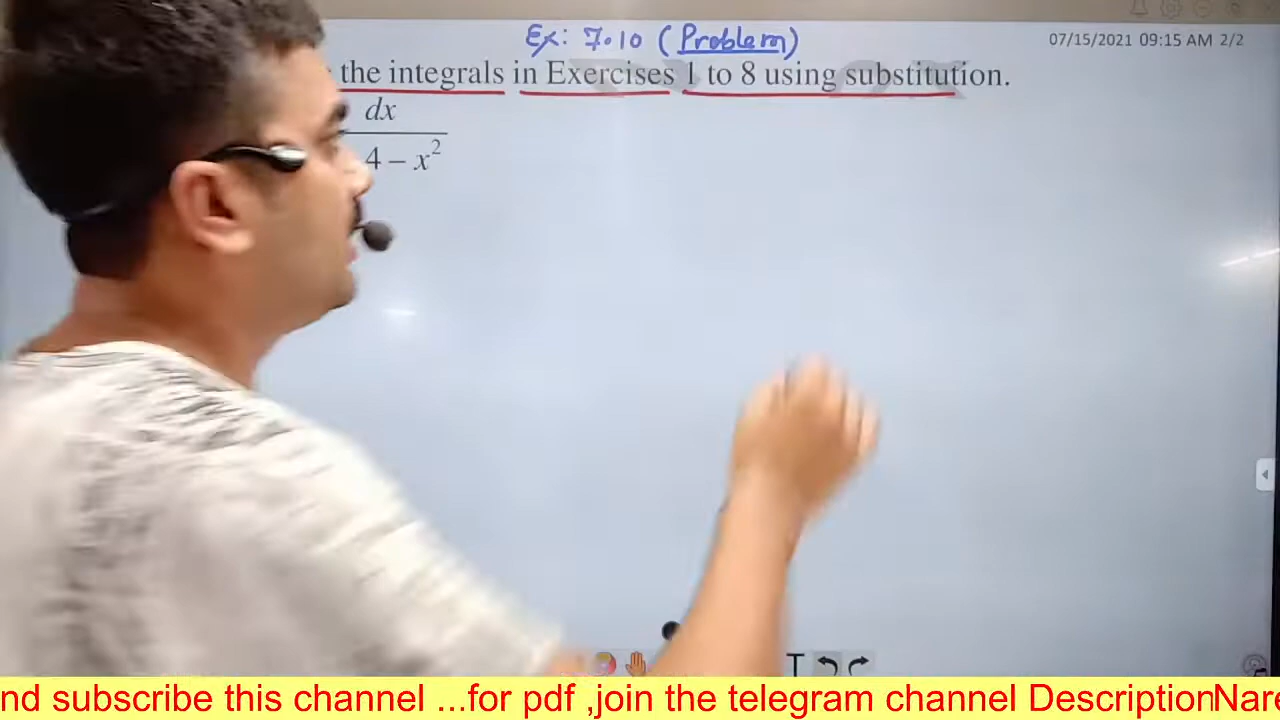 Ex: 7.10 (Problem)
07/15/2021 09:15 AM 2/2
the integrals in Exercises 1 to 8 using substitution.
dx
4 – x²
T
nd subscribe this channel ...for pdf ,join the telegram channel DescriptionNare